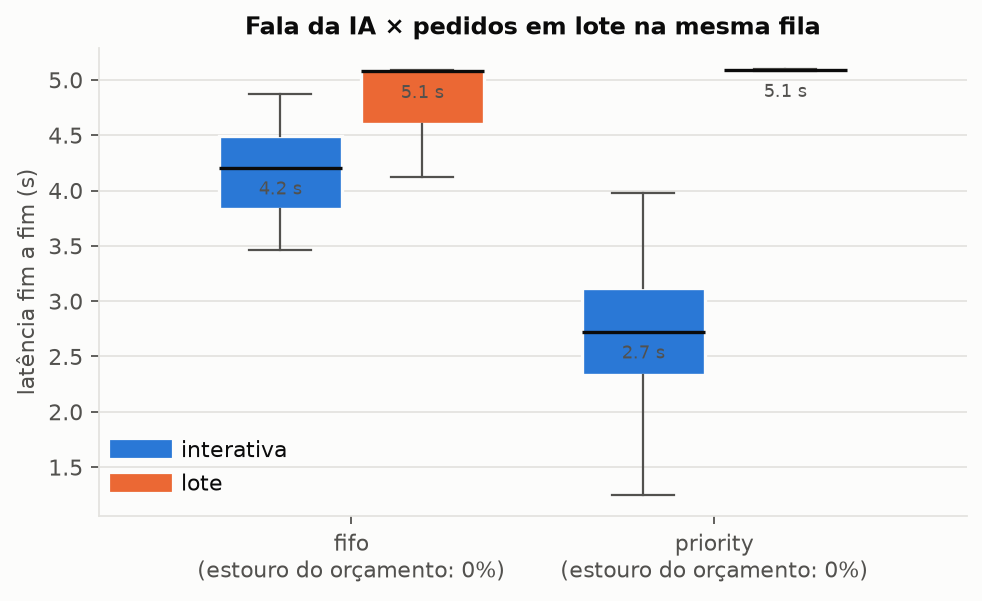 Fala da IA × pedidos em lote na mesma fila
latência fim a fim (s)
5.0
4.5
4.0
3.5
3.0
2.5
2.0
1.5
4.2 s
5.1 s
2.7 s
5.1 s
interativa
lote
fifo
(estouro do orçamento: 0%)
priority
(estouro do orçamento: 0%)